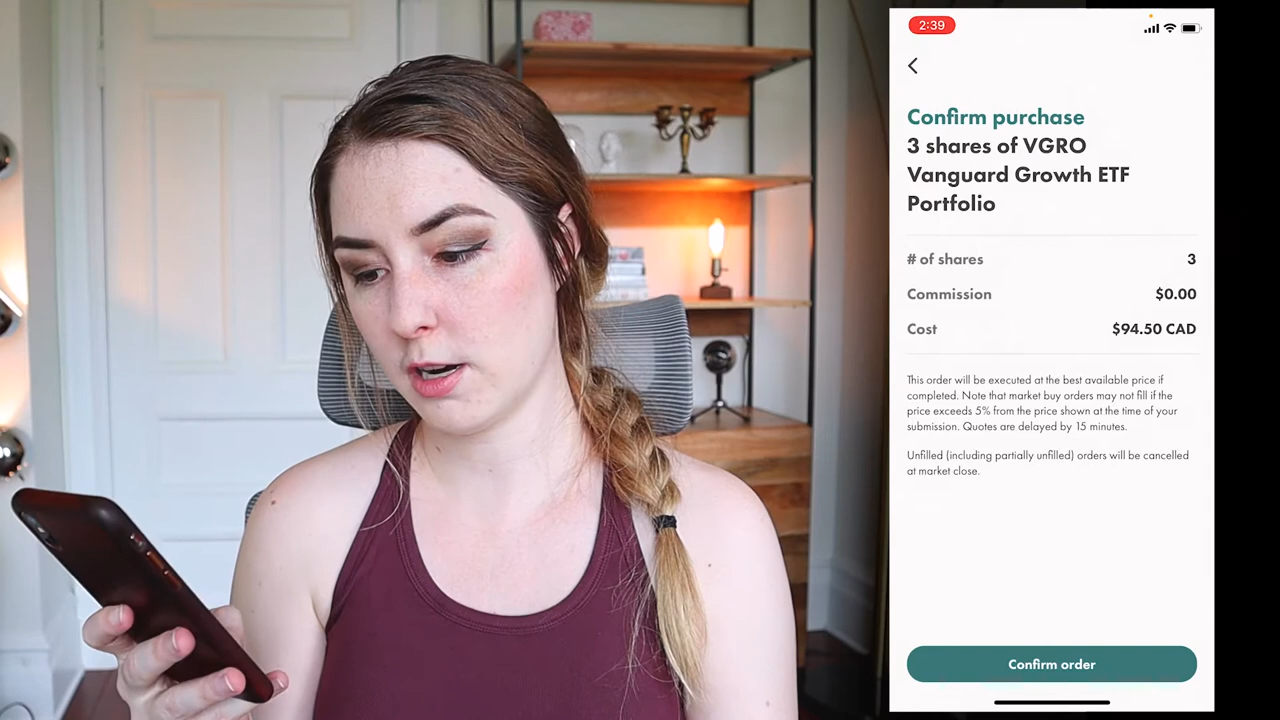 2:39
Confirm purchase
3 shares of VGRO
Vanguard Growth ETF
Portfolio
# of shares 3
Commission $0.00
Cost $94.50 CAD
This order will be executed at the best available price if
completed. Note that market buy orders may not fill if the
price exceeds 5% from the price shown at the time of your
submission. Quotes are delayed by 15 minutes.
Unfilled (including partially unfilled) orders will be cancelled
at market close.
Confirm order